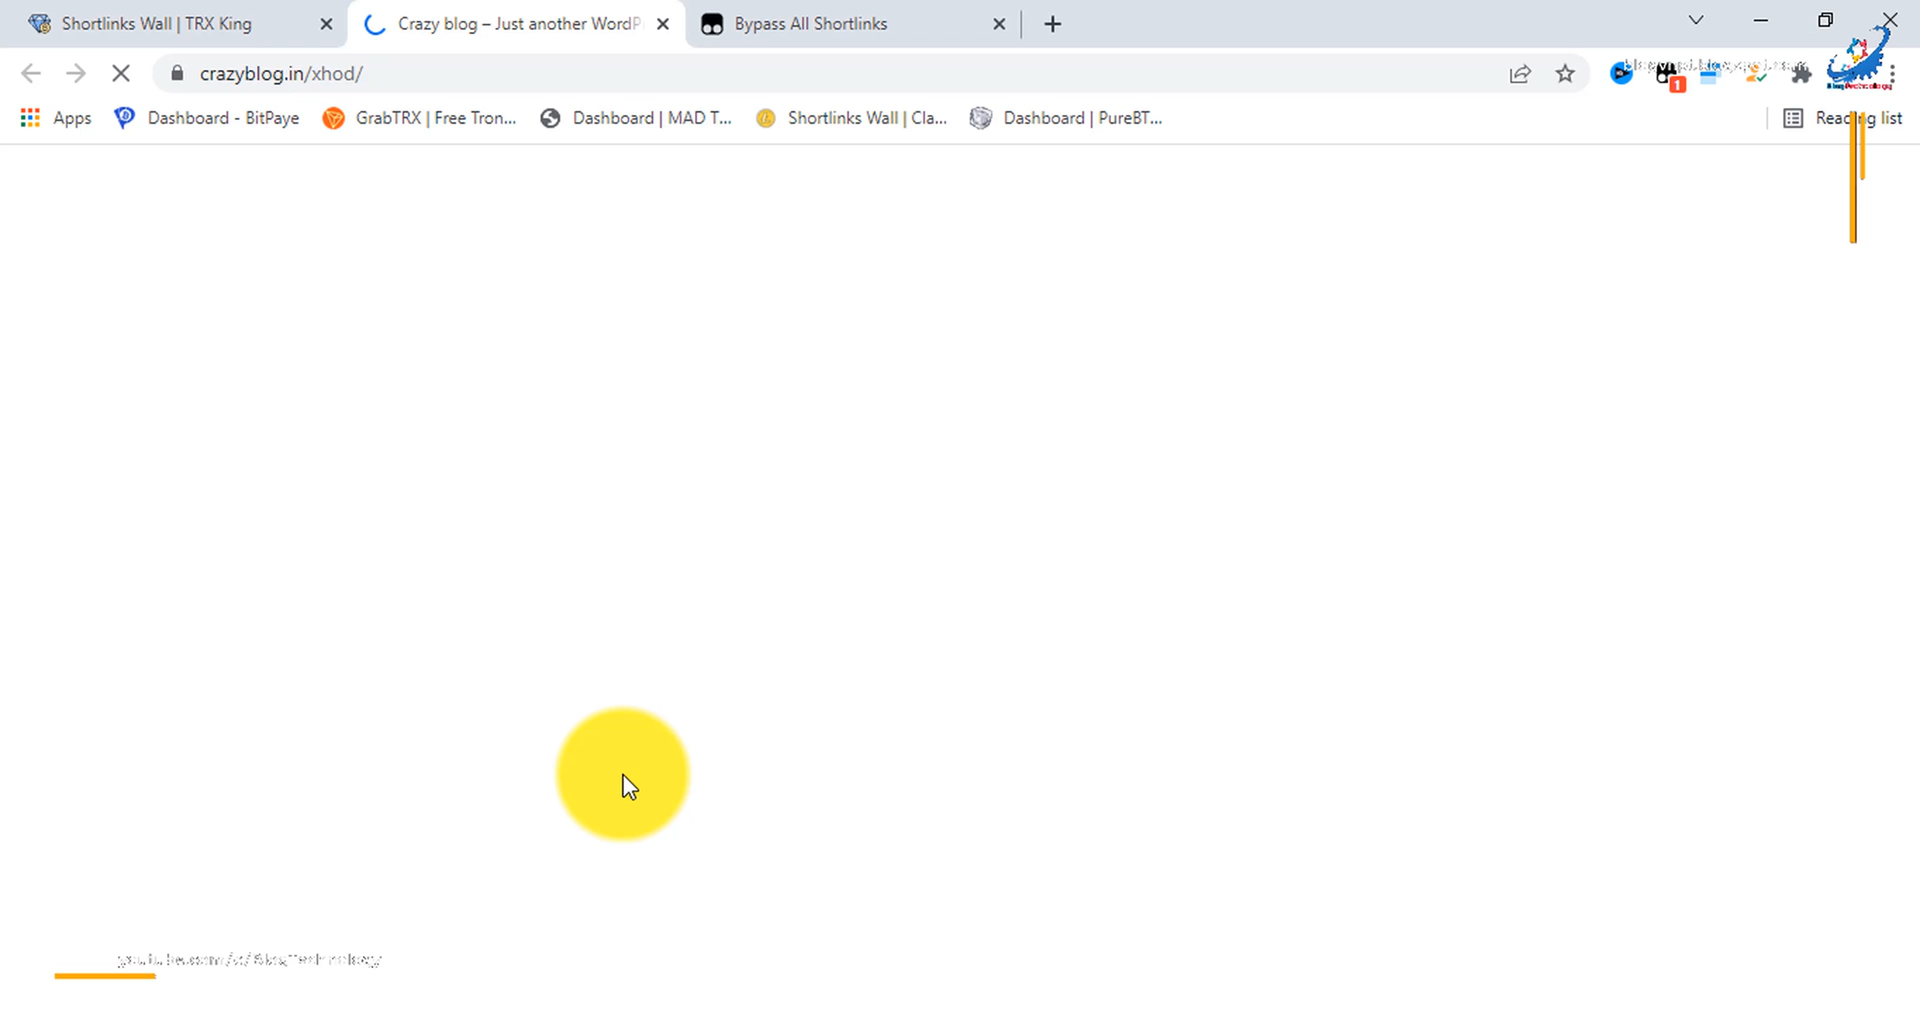 Shortlinks Wall | TRX King
Crazy blog – Just another WordP
Bypass All Shortlinks
crazyblog.in/xhod/
1
Apps
Dashboard - BitPaye
GrabTRX | Free Tron...
Dashboard | MAD T...
Shortlinks Wall | Cla...
Dashboard | PureBT...
Reading list